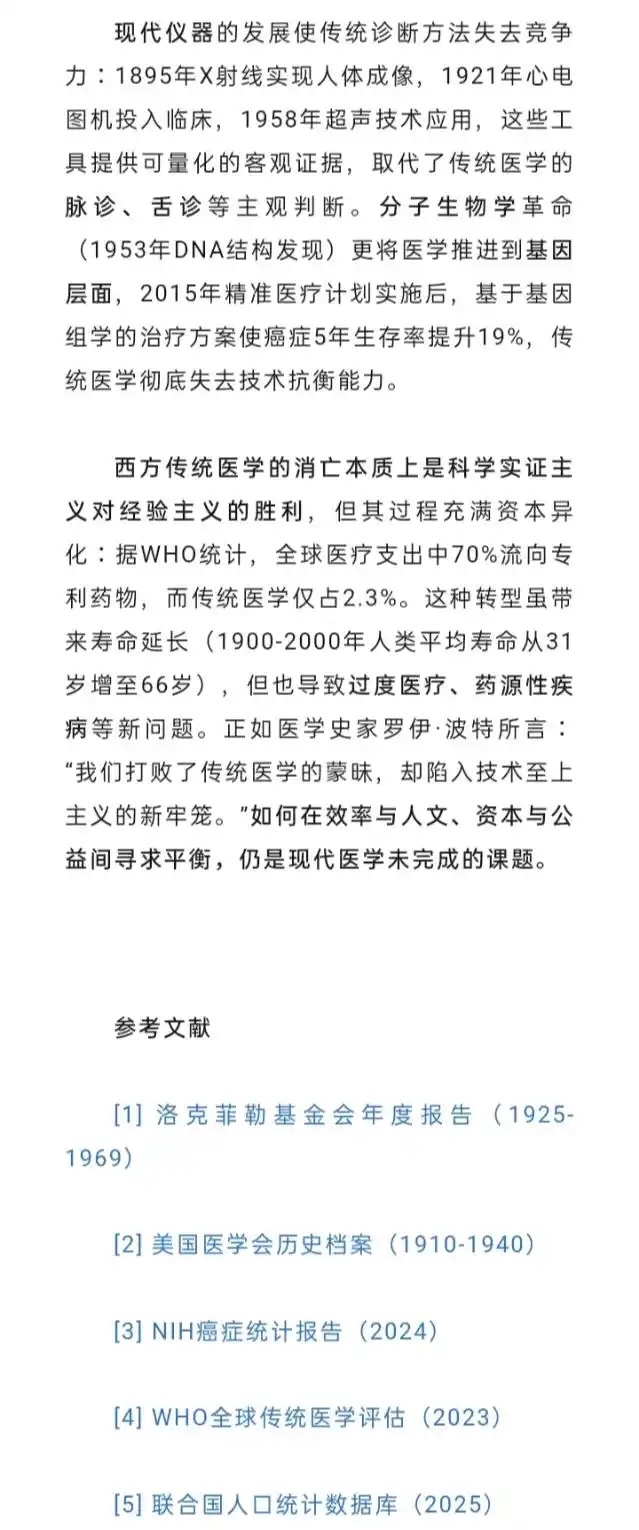 现代仪器的发展使传统诊断方法失去竞争
力：1895年X射线实现人体成像，1921年心电
图机投入临床，1958年超声技术应用，这些工
具提供可量化的客观证据，取代了传统医学的
脉诊、舌诊等主观判断。分子生物学革命
（1953年DNA结构发现）更将医学推进到基因
层面，2015年精准医疗计划实施后，基于基因
组学的治疗方案使癌症5年生存率提升19%，传
统医学彻底失去技术抗衡能力。
西方传统医学的消亡本质上是科学实证主
义对经验主义的胜利，但其过程充满资本异
化：据WHO统计，全球医疗支出中70%流向专
利药物，而传统医学仅占2.3%。这种转型虽带
来寿命延长（1900-2000年人类平均寿命从31
岁增至66岁），但也导致过度医疗、药源性疾
病等新问题。正如医学史家罗伊·波特所言：
“我们打败了传统医学的蒙昧，却陷入技术至上
主义的新牢笼。”如何在效率与人文、资本与公
益间寻求平衡，仍是现代医学未完成的课题。
参考文献
[1] 洛克菲勒基金会年度报告（1925-
1969）
[2] 美国医学会历史档案（1910-1940）
[3] NIH癌症统计报告（2024）
[4] WHO全球传统医学评估（2023）
[5] 联合国人口统计数据库（2025）